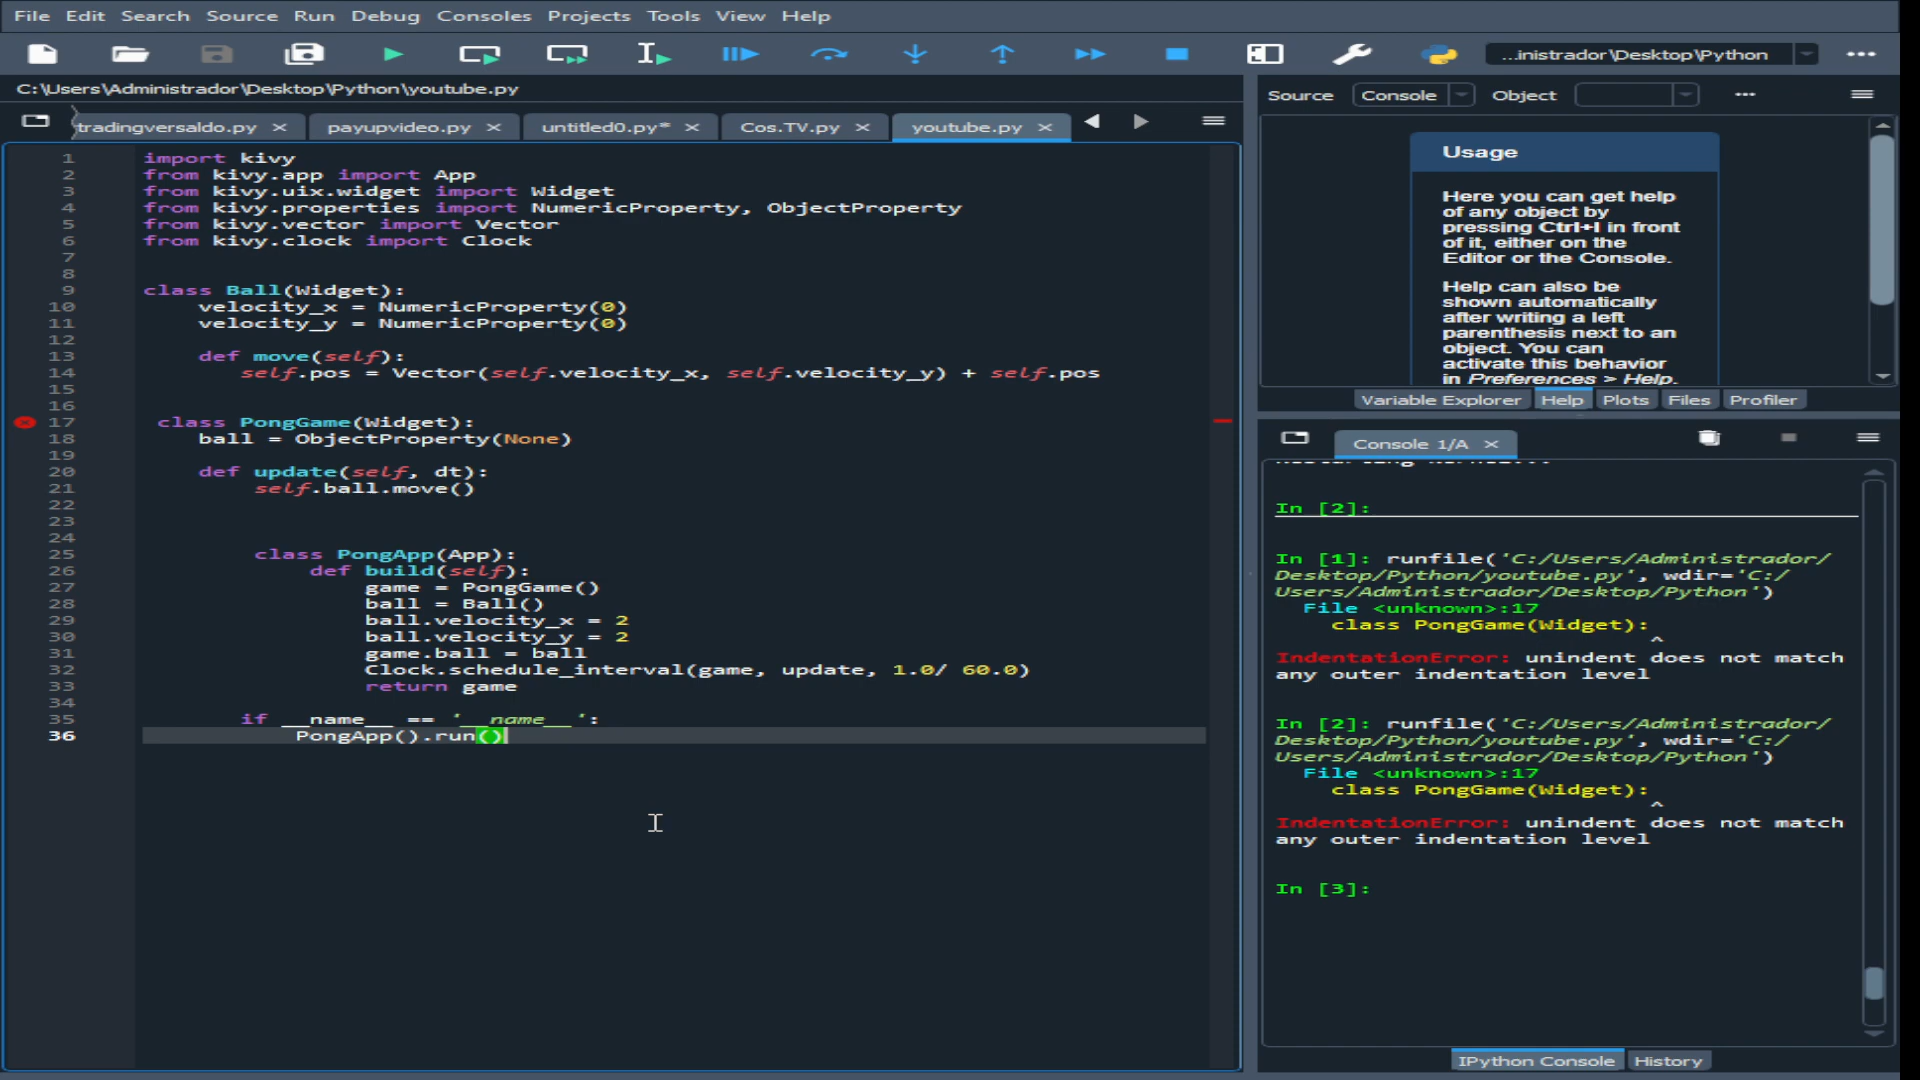 File Edit Search Source Run Debug Consoles Projects Tools View Help
...inistrador\Desktop\Python
C:\Users\Administrador\Desktop\Python\youtube.py
tradingversaldo.py payupvideo.py untitled0.py* Cos.TV.py youtube.py
1 import kivy
2 from kivy.app import App
3 from kivy.uix.widget import Widget
4 from kivy.properties import NumericProperty, ObjectProperty
5 from kivy.vector import Vector
6 from kivy.clock import Clock
7
8
9 class Ball(Widget):
10 velocity_x = NumericProperty(0)
11 velocity_y = NumericProperty(0)
12
13 def move(self):
14 self.pos = Vector(self.velocity_x, self.velocity_y) + self.pos
15
16
17 class PongGame(Widget):
18 ball = ObjectProperty(None)
19
20 def update(self, dt):
21 self.ball.move()
22
23
24
25 class PongApp(App):
26 def build(self):
27 game = PongGame()
28 ball = Ball()
29 ball.velocity_x = 2
30 ball.velocity_y = 2
31 game.ball = ball
32 Clock.schedule_interval(game, update, 1.0/ 60.0)
33 return game
34
35 if __name__ == '__name__':
36 PongApp().run()
Source Console Object
Usage
Here you can get help
of any object by
pressing Ctrl+I in front
of it, either on the
Editor or the Console.
Help can also be
shown automatically
after writing a left
parenthesis next to an
object. You can
activate this behavior
in Preferences > Help.
Variable Explorer Help Plots Files Profiler
Console 1/A
In [2]:
In [1]: runfile('C:/Users/Administrador/
Desktop/Python/youtube.py', wdir='C:/
Users/Administrador/Desktop/Python')
File <unknown>:17
class PongGame(Widget):
^
IndentationError: unindent does not match
any outer indentation level
In [2]: runfile('C:/Users/Administrador/
Desktop/Python/youtube.py', wdir='C:/
Users/Administrador/Desktop/Python')
File <unknown>:17
class PongGame(Widget):
^
IndentationError: unindent does not match
any outer indentation level
In [3]:
IPython Console History